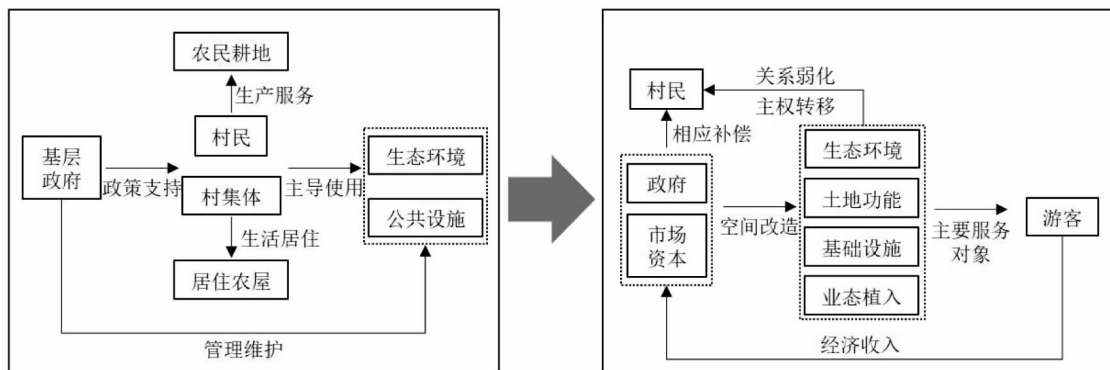 农民耕地
生产服务
村民
基层
政府
政策支持
村集体
主导使用
生态环境
公共设施
生活居住
居住农屋
管理维护
村民
关系弱化
主权转移
相应补偿
政府
市场
资本
空间改造
生态环境
土地功能
基础设施
业态植入
主要服务
对象
游客
经济收入